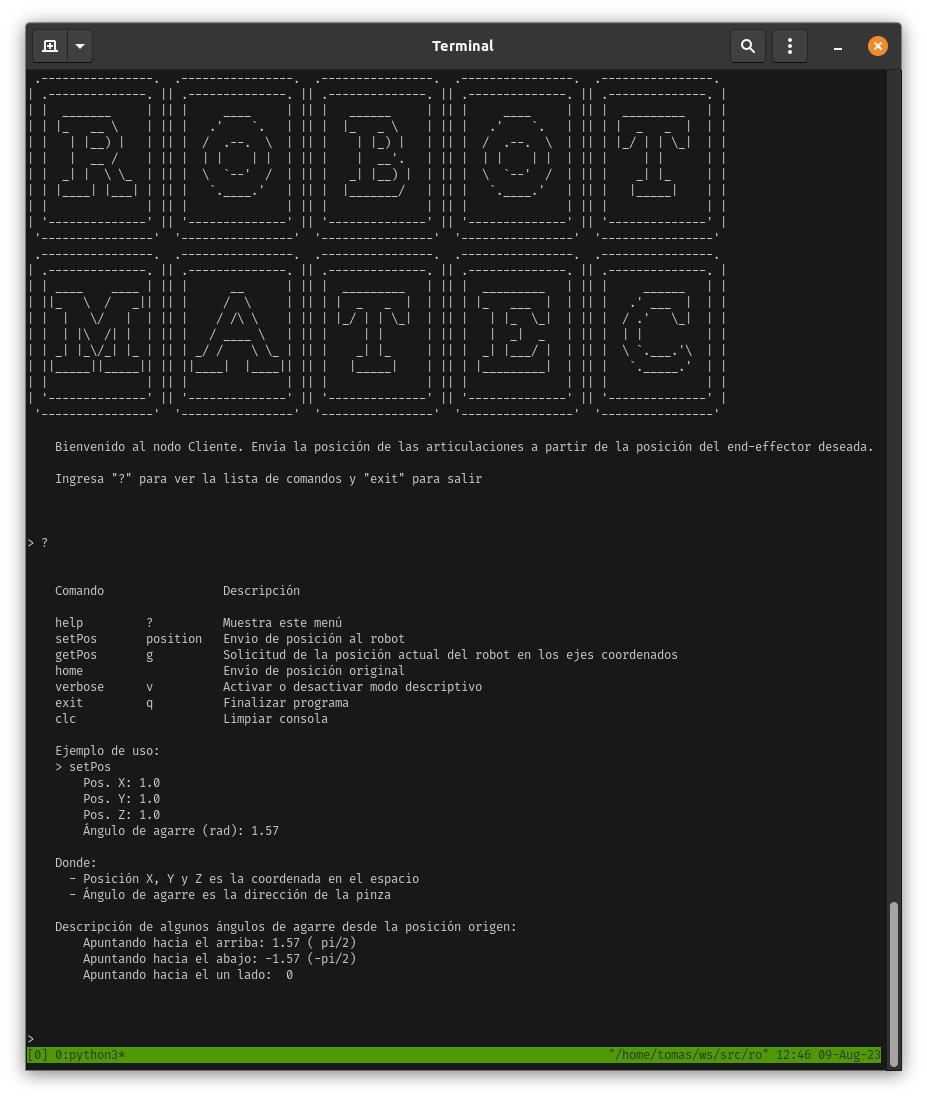 Terminal
ROBOT
MATEC
Bienvenido al nodo Cliente. Envía la posición de las articulaciones a partir de la posición del end-effector deseada.
Ingresa "?" para ver la lista de comandos y "exit" para salir
> ?
Comando Descripción
help ? Muestra este menú
setPos position Envio de posición al robot
getPos g Solicitud de la posición actual del robot en los ejes coordenados
home Envío de posición original
verbose v Activar o desactivar modo descriptivo
exit q Finalizar programa
clc Limpiar consola
Ejemplo de uso:
> setPos
Pos. X: 1.0
Pos. Y: 1.0
Pos. Z: 1.0
Ángulo de agarre (rad): 1.57
Donde:
- Posición X, Y y Z es la coordenada en el espacio
- Ángulo de agarre es la dirección de la pinza
Descripción de algunos ángulos de agarre desde la posición origen:
Apuntando hacia el arriba: 1.57 ( pi/2)
Apuntando hacia el abajo: -1.57 (-pi/2)
Apuntando hacia el un lado:  0
>
[0] 0:python3* "/home/tomas/ws/src/ro" 12:46 09-Aug-23